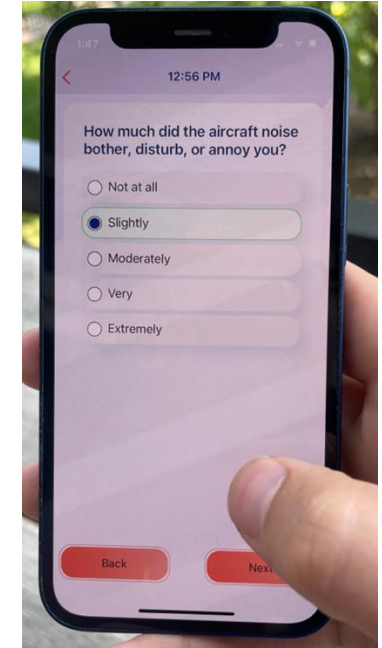 1:47
12:56 PM
How much did the aircraft noise
bother, disturb, or annoy you?
Not at all
Slightly
Moderately
Very
Extremely
Back
Next